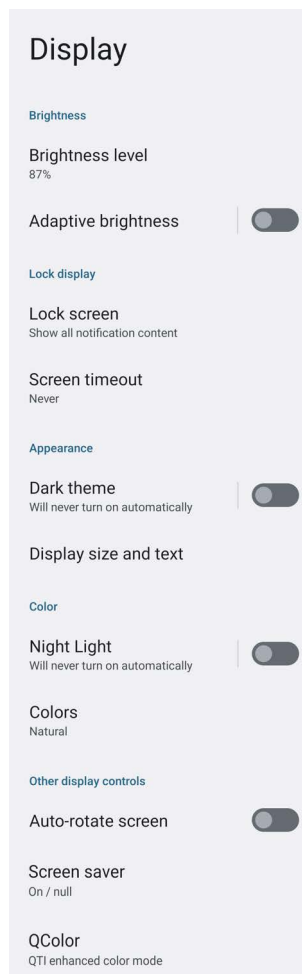 Display
Brightness
Brightness level
87%
Adaptive brightness
Lock display
Lock screen
Show all notification content
Screen timeout
Never
Appearance
Dark theme
Will never turn on automatically
Display size and text
Color
Night Light
Will never turn on automatically
Colors
Natural
Other display controls
Auto-rotate screen
Screen saver
On / null
QColor
QTI enhanced color mode